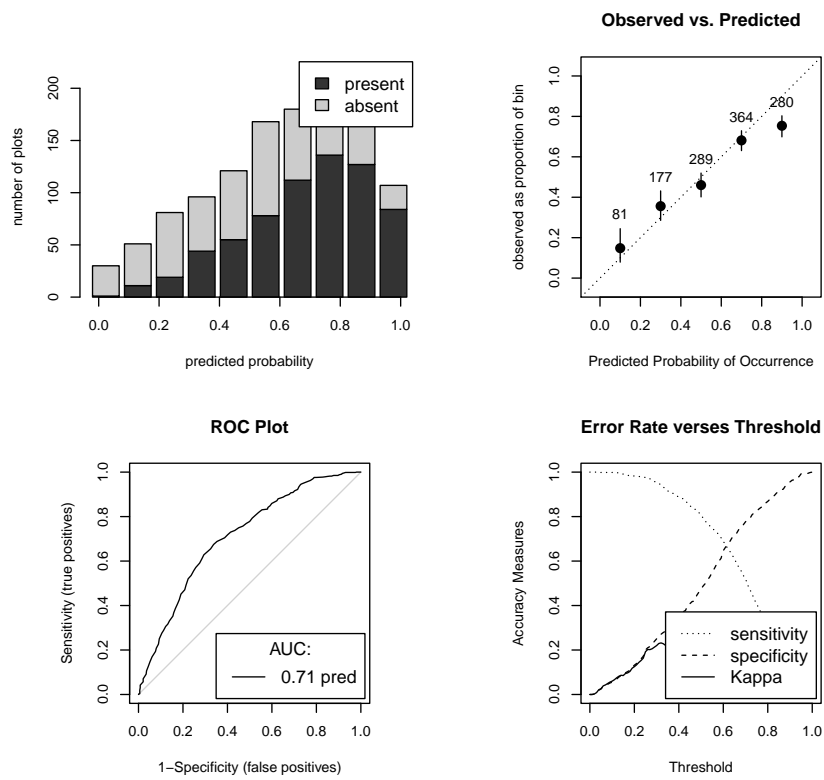 present
absent
number of plots
0
50
100
150
200
0.0
0.2
0.4
0.6
0.8
1.0
predicted probability
Observed vs. Predicted
81
177
289
364
280
observed as proportion of bin
0.0
0.2
0.4
0.6
0.8
1.0
0.0
0.2
0.4
0.6
0.8
1.0
Predicted Probability of Occurrence
ROC Plot
Sensitivity (true positives)
0.0
0.2
0.4
0.6
0.8
1.0
AUC:
0.71 pred
0.0
0.2
0.4
0.6
0.8
1.0
1−Specificity (false positives)
Error Rate verses Threshold
Accuracy Measures
0.0
0.2
0.4
0.6
0.8
1.0
sensitivity
specificity
Kappa
0.0
0.2
0.4
0.6
0.8
1.0
Threshold